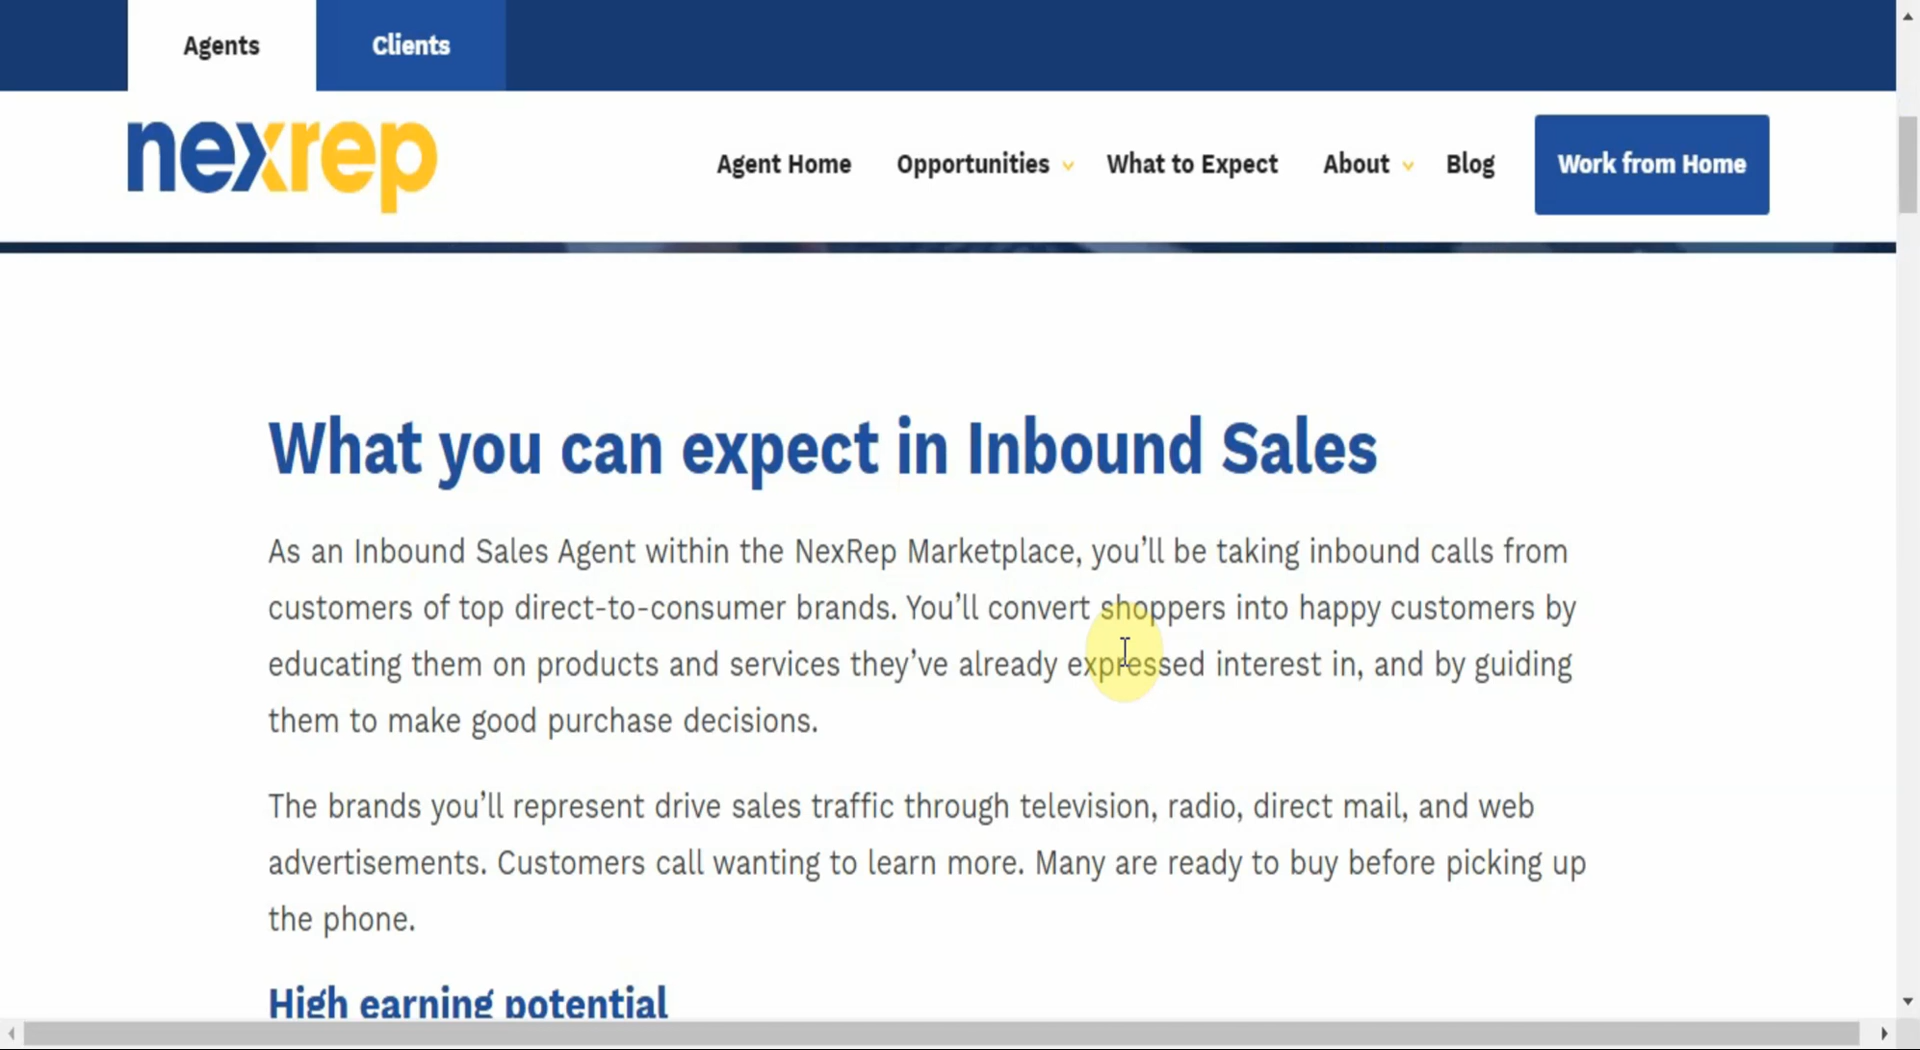 Agents Clients
nexrep
Agent Home Opportunities What to Expect About Blog Work from Home
What you can expect in Inbound Sales
As an Inbound Sales Agent within the NexRep Marketplace, you’ll be taking inbound calls from
customers of top direct-to-consumer brands. You’ll convert shoppers into happy customers by
educating them on products and services they’ve already expressed interest in, and by guiding
them to make good purchase decisions.
The brands you’ll represent drive sales traffic through television, radio, direct mail, and web
advertisements. Customers call wanting to learn more. Many are ready to buy before picking up
the phone.
High earning potential